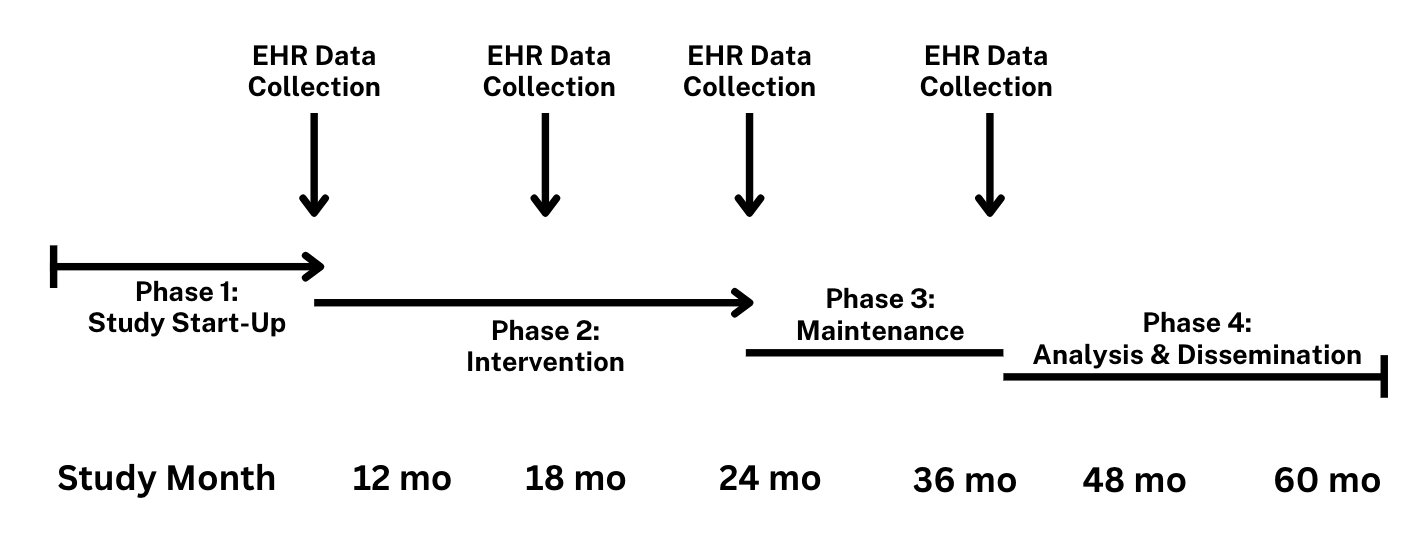 EHR Data
Collection
EHR Data
Collection
EHR Data
Collection
EHR Data
Collection
Phase 1:
Study Start-Up
Phase 2:
Intervention
Phase 3:
Maintenance
Phase 4:
Analysis & Dissemination
Study Month 12 mo 18 mo 24 mo 36 mo 48 mo 60 mo